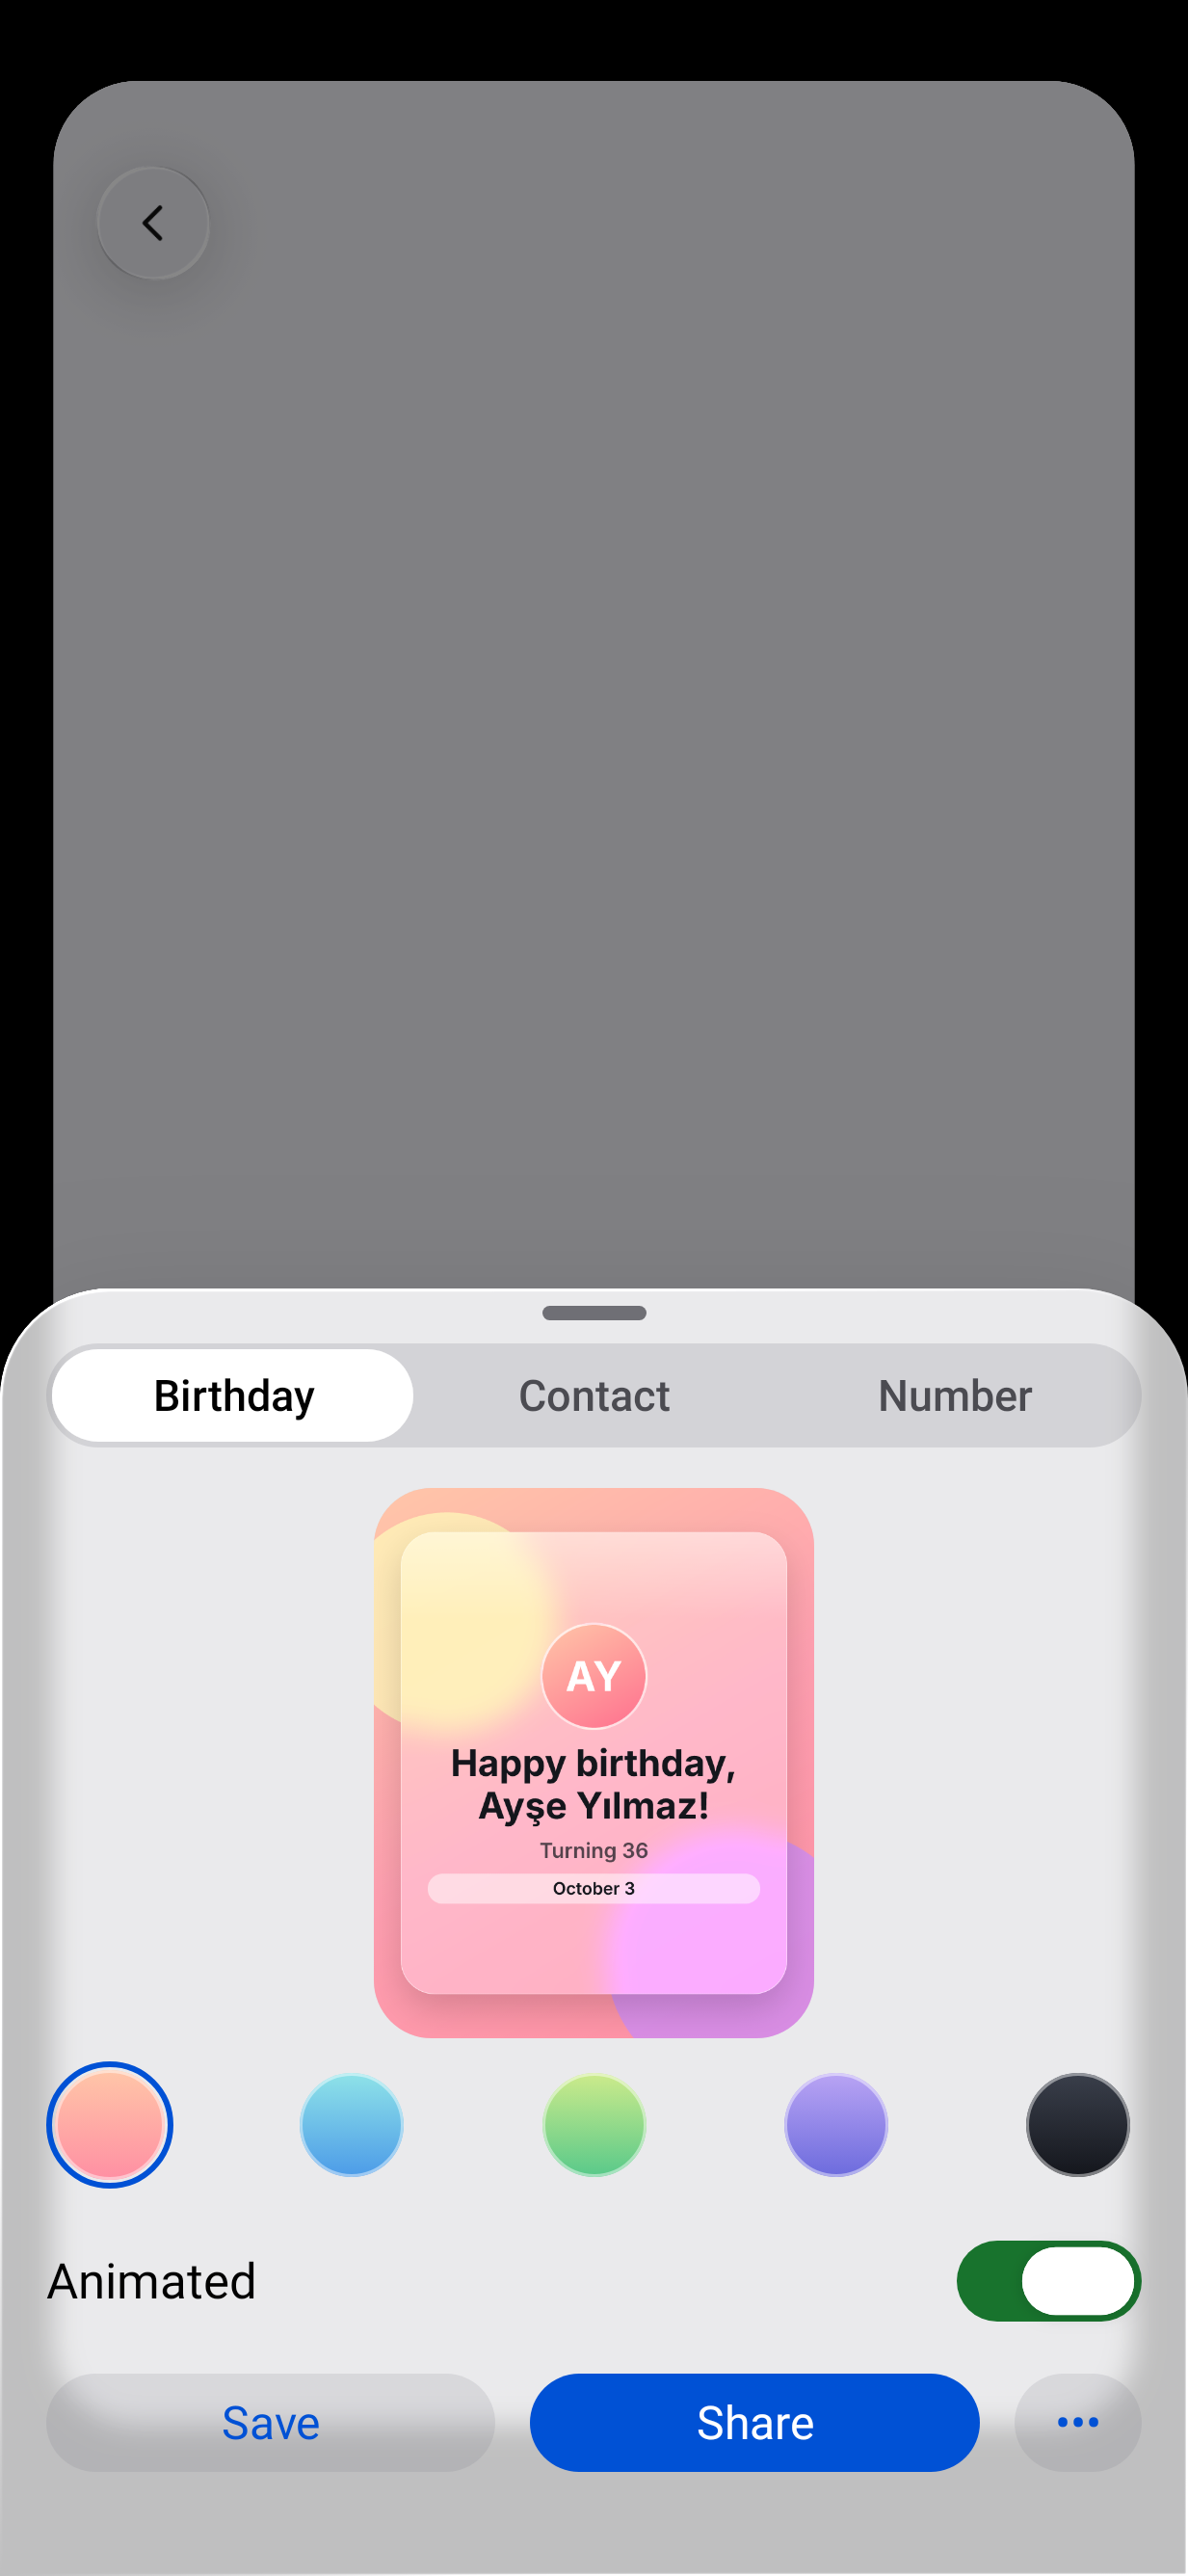 Birthday
Contact
Number
AY
Happy birthday,
Ayşe Yılmaz!
Turning 36
October 3
Animated
Save
Share